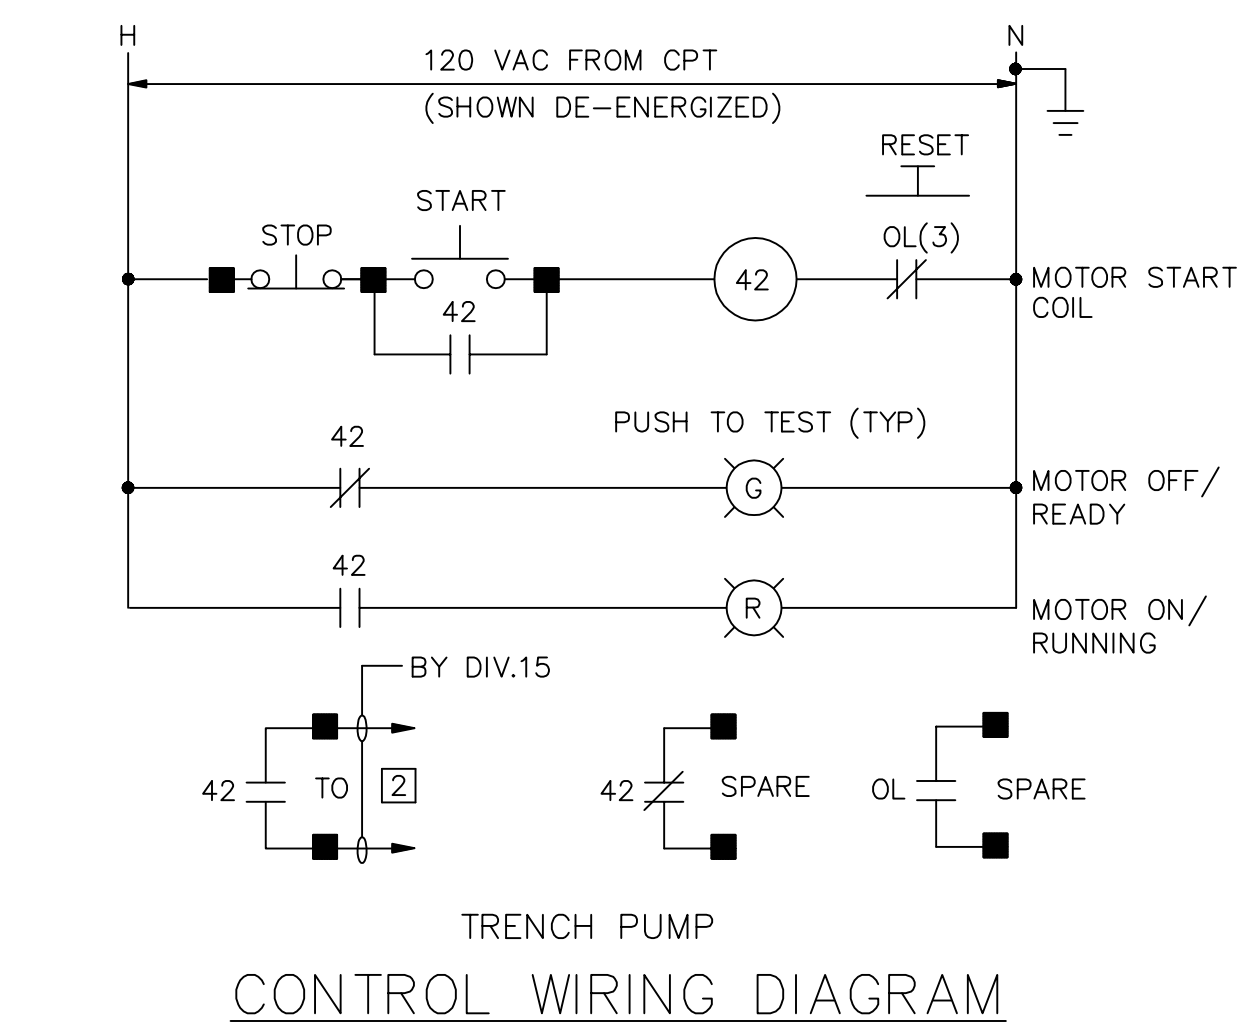 H
N
120 VAC FROM CPT
(SHOWN DE-ENERGIZED)
RESET
START
STOP
OL(3)
42
MOTOR START
COIL
42
PUSH TO TEST (TYP)
42
G
MOTOR OFF/
READY
42
R
MOTOR ON/
RUNNING
BY DIV.15
42
TO
2
42
SPARE
OL
SPARE
TRENCH PUMP
CONTROL WIRING DIAGRAM